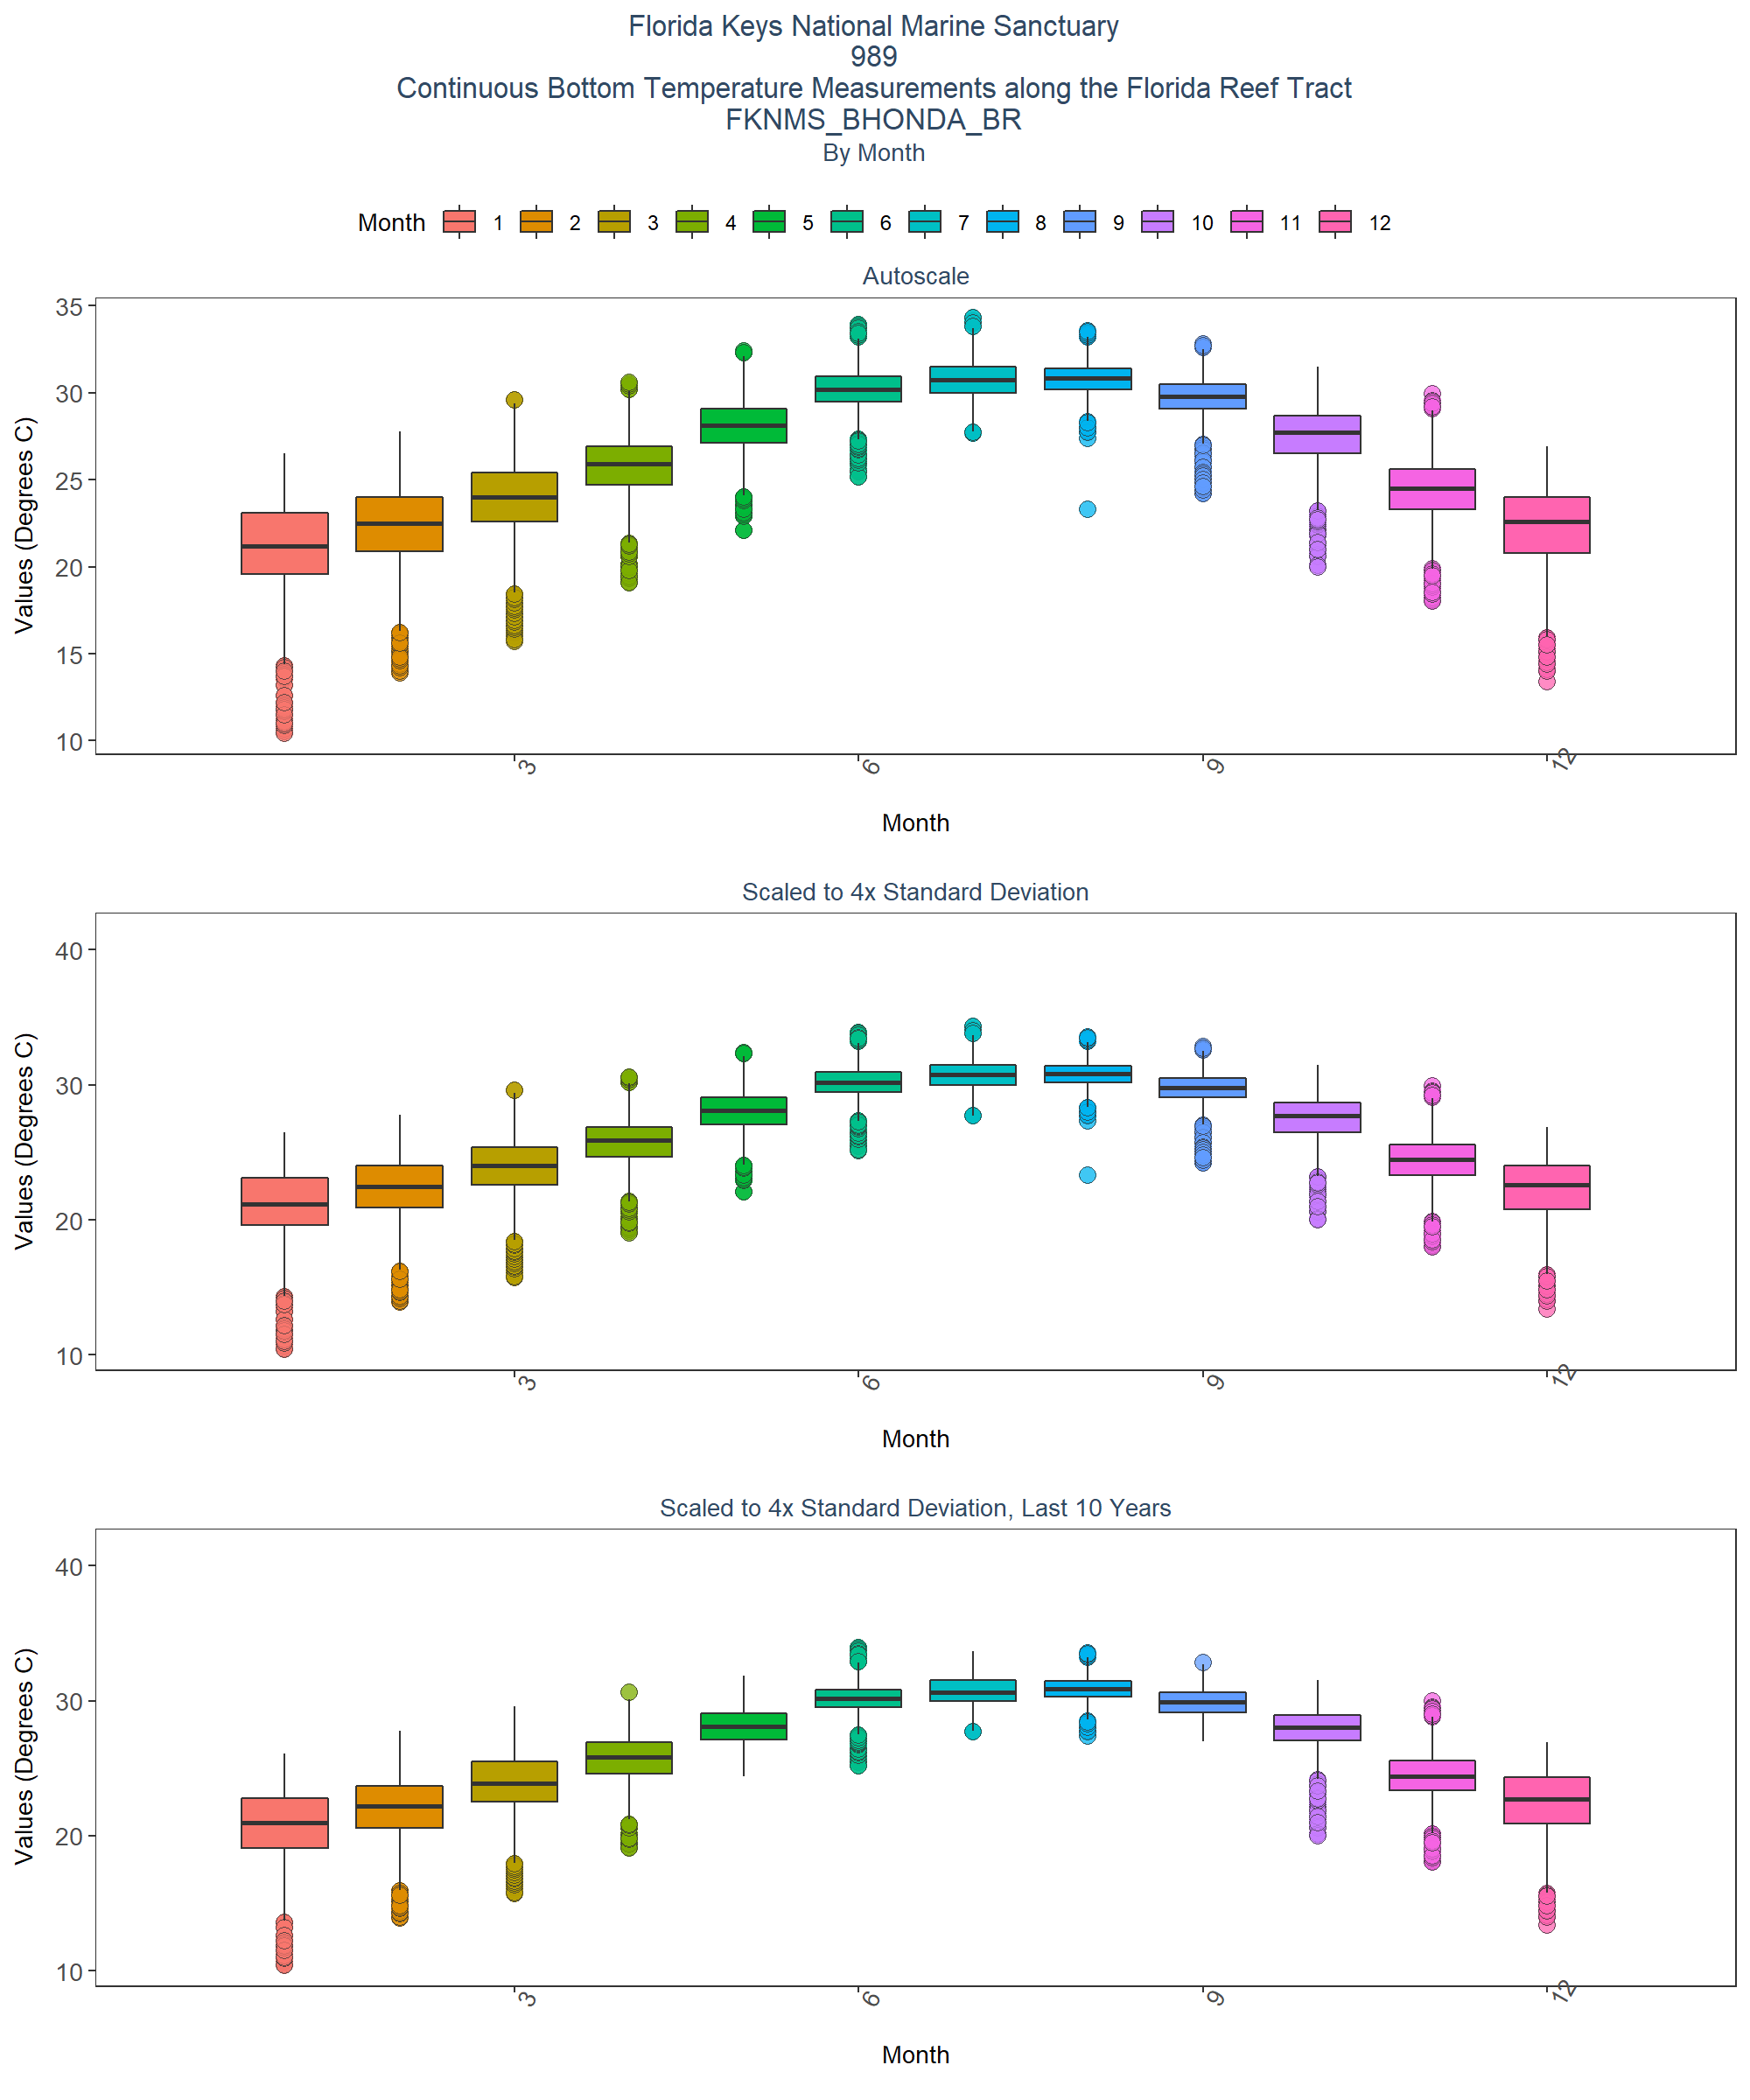 Florida Keys National Marine Sanctuary
989
Continuous Bottom Temperature Measurements along the Florida Reef Tract
FKNMS_BHONDA_BR
By Month
Month 1 2 3 4 5 6 7 8 9 10 11 12
Autoscale
Values (Degrees C)
35
30
25
20
15
10
3 6 9 12
Month
Scaled to 4x Standard Deviation
Values (Degrees C)
40
30
20
10
3 6 9 12
Month
Scaled to 4x Standard Deviation, Last 10 Years
Values (Degrees C)
40
30
20
10
3 6 9 12
Month